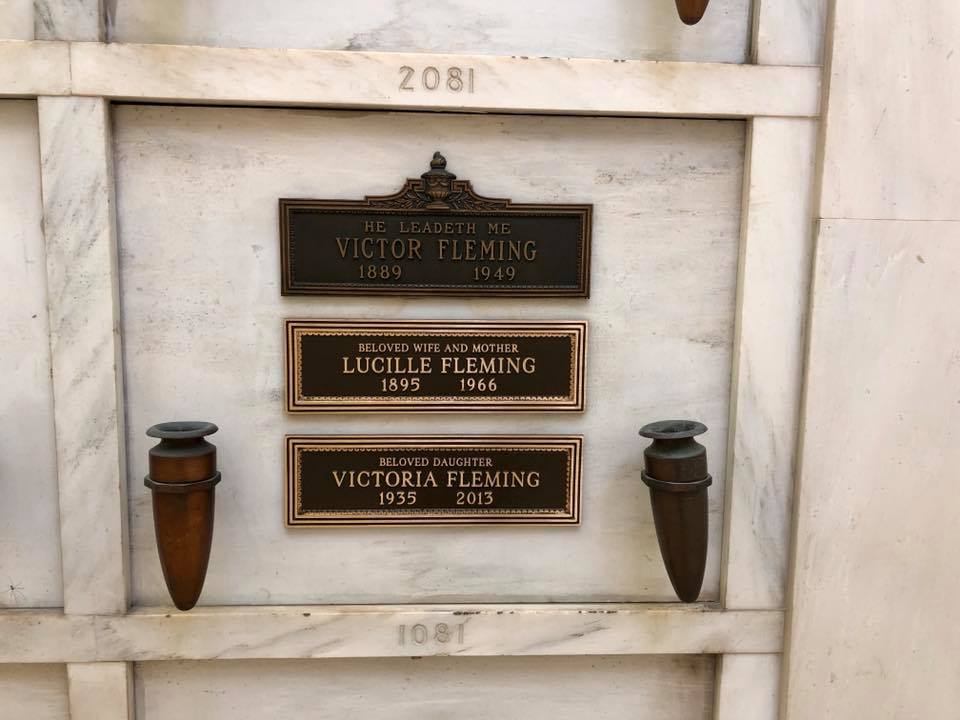 2081
HE LEADETH ME
VICTOR FLEMING
1889 1949
BELOVED WIFE AND MOTHER
LUCILLE FLEMING
1895 1966
BELOVED DAUGHTER
VICTORIA FLEMING
1935 2013
1081